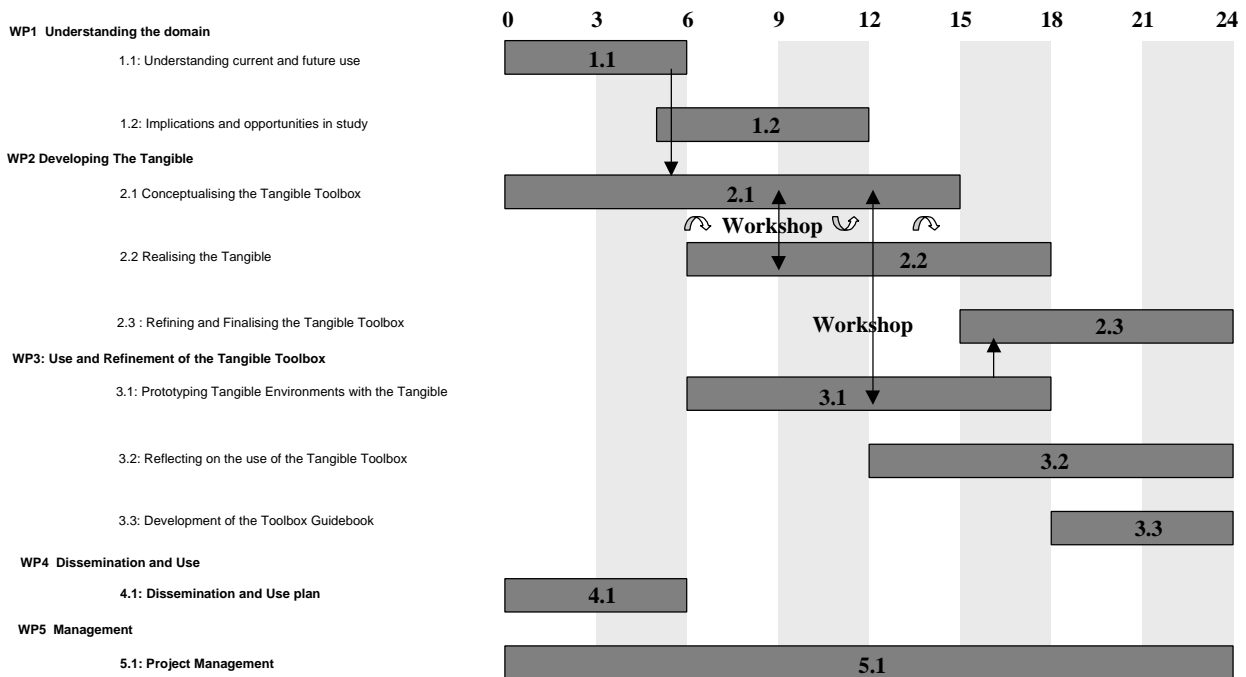 0 3 6 9 12 15 18 21 24
WP1 Understanding the domain
1.1: Understanding current and future use 1.1
1.2: Implications and opportunities in study 1.2
WP2 Developing The Tangible
2.1 Conceptualising the Tangible Toolbox 2.1
Workshop
2.2 Realising the Tangible 2.2
2.3 : Refining and Finalising the Tangible Toolbox Workshop 2.3
WP3: Use and Refinement of the Tangible Toolbox
3.1: Prototyping Tangible Environments with the Tangible 3.1
3.2: Reflecting on the use of the Tangible Toolbox 3.2
3.3: Development of the Toolbox Guidebook 3.3
WP4 Dissemination and Use
4.1: Dissemination and Use plan 4.1
WP5 Management
5.1: Project Management 5.1